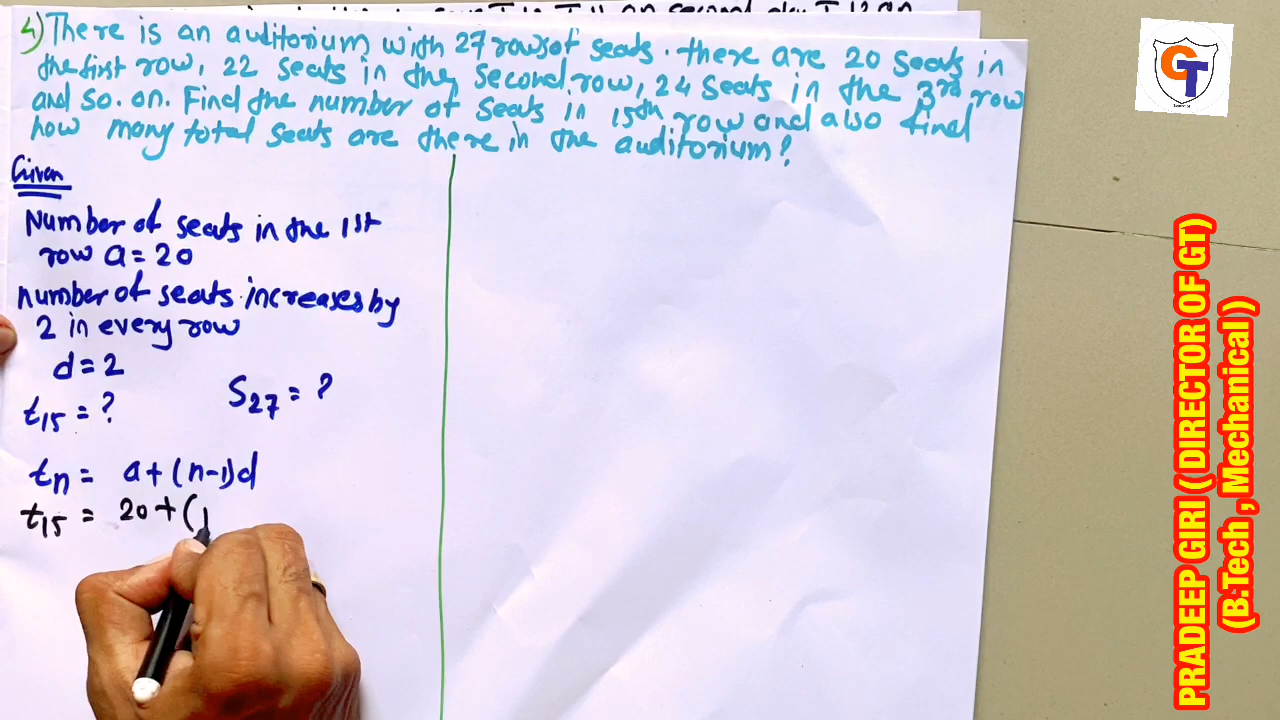 4) There is an auditorium with 27 rows of seats. there are 20 seats in
the first row, 22 seats in the second row, 24 seats in the 3rd row
and so. on. Find the number of seats in 15th row and also find
how many total seats are there in the auditorium?
Given
Number of seats in the 1st
row a = 20
number of seats increases by
2 in every row
d = 2
t15 = ? S27 = ?
tn = a + (n-1)d
t15 = 20 + (1
GT
PRADEEP GIRI ( DIRECTOR OF GT)
(B.Tech , Mechanical )